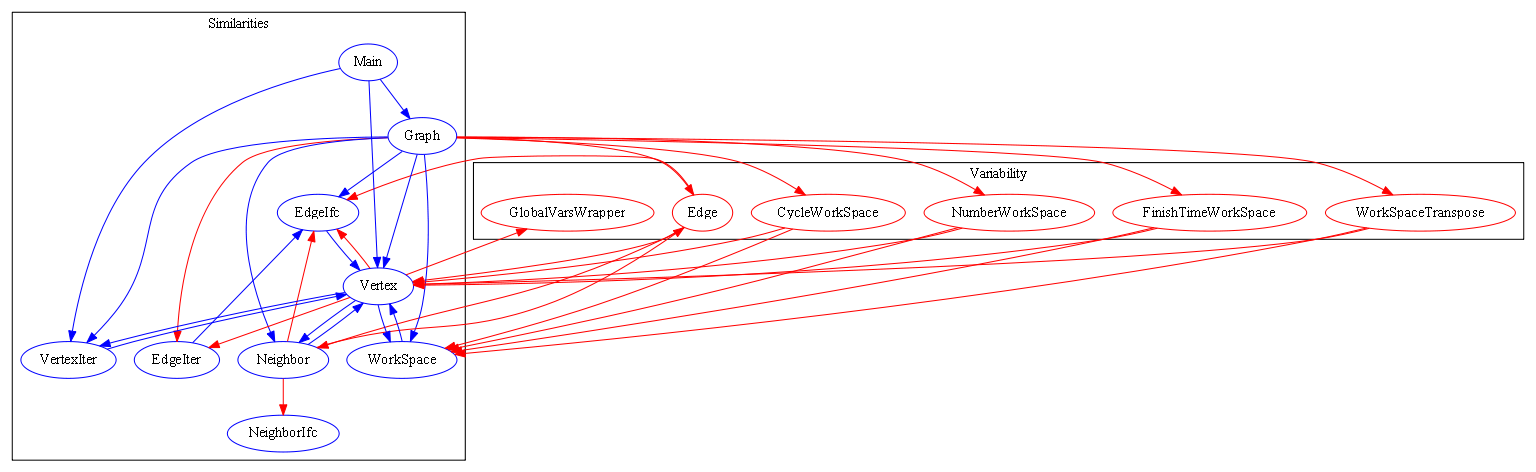 Similarities
Main
Graph
Variability
EdgeIfc
GlobalVarsWrapper
Edge
CycleWorkSpace
NumberWorkSpace
FinishTimeWorkSpace
WorkSpaceTranspose
Vertex
VertexIter
EdgeIter
Neighbor
WorkSpace
NeighborIfc